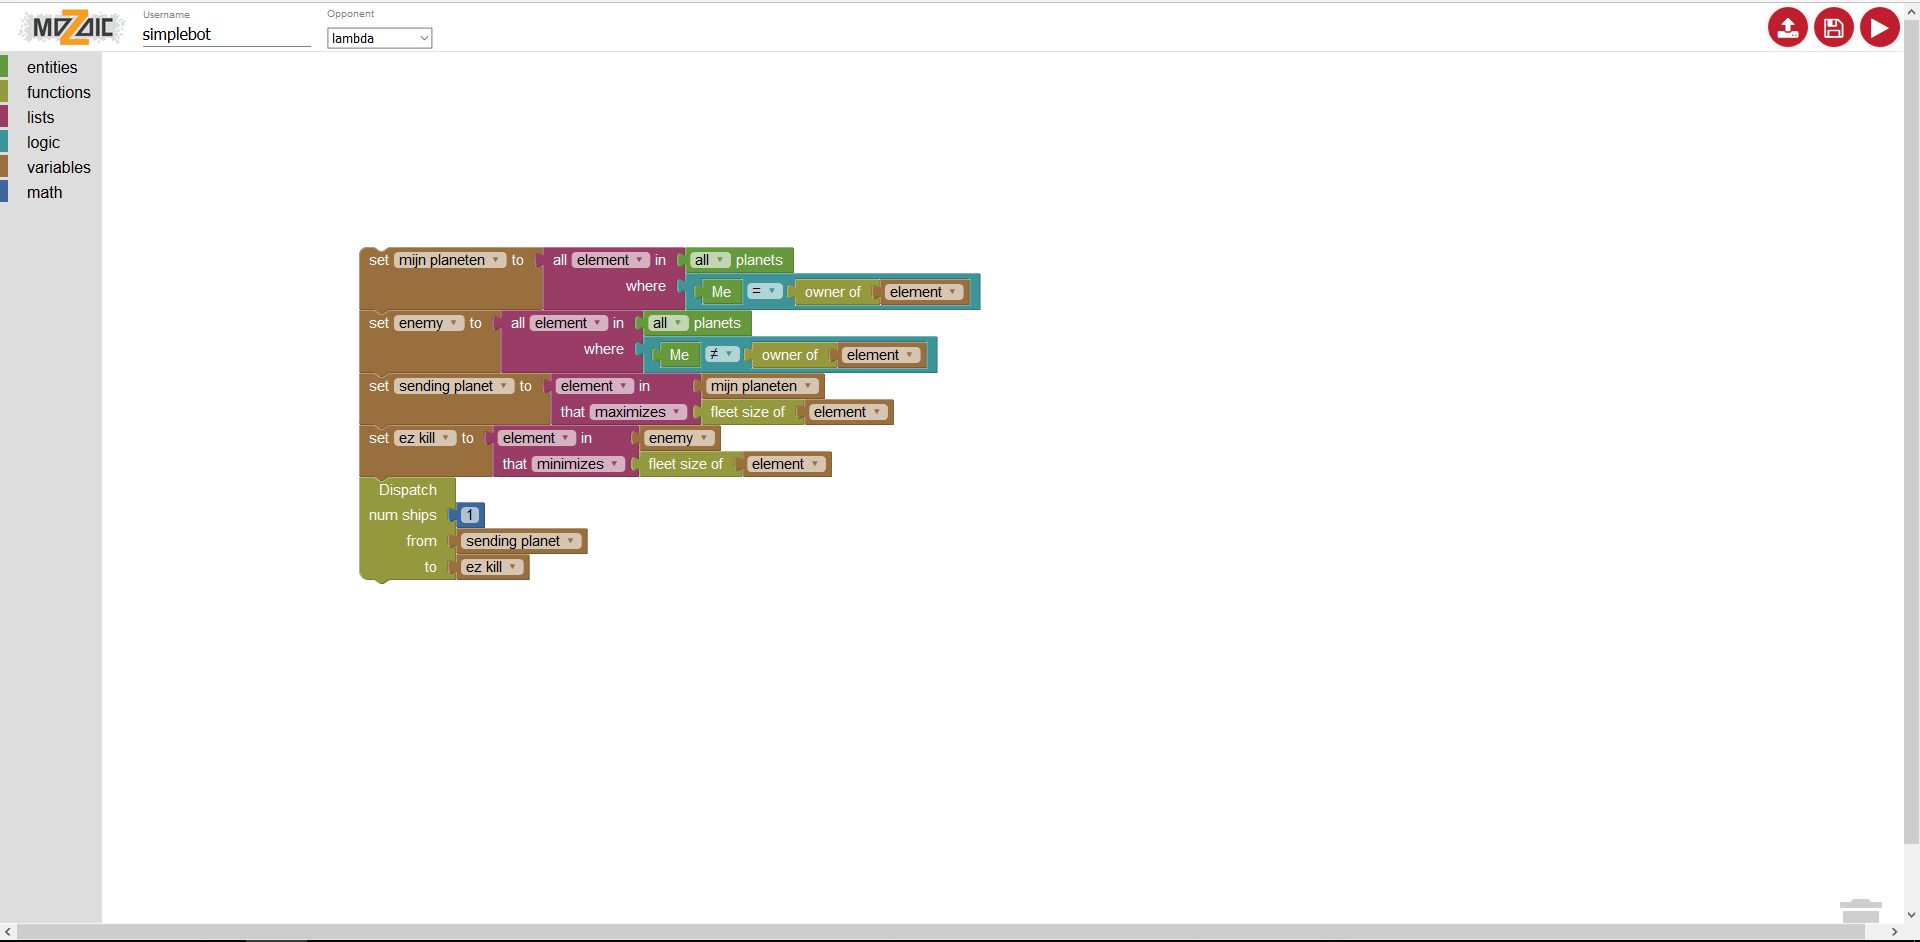 MOZAIC
Username
simplebot
Opponent
lambda
entities
functions
lists
logic
variables
math
set mijn planeten to all element in all planets
where Me = owner of element
set enemy to all element in all planets
where Me ≠ owner of element
set sending planet to element in mijn planeten
that maximizes fleet size of element
set ez kill to element in enemy
that minimizes fleet size of element
Dispatch
num ships 1
from sending planet
to ez kill